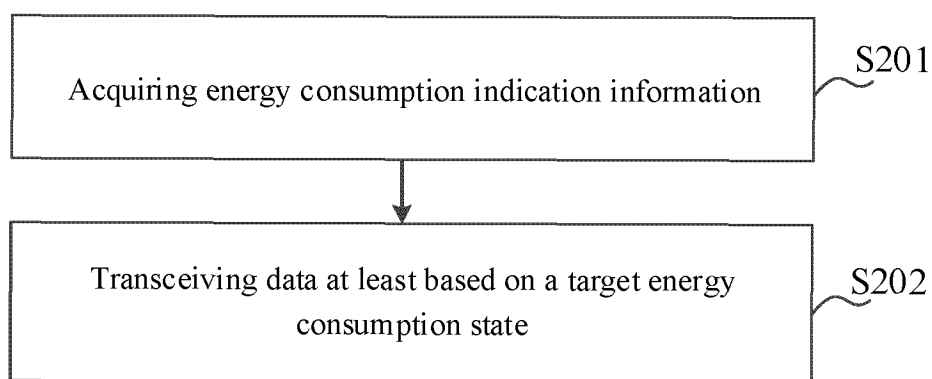 S201
Acquiring energy consumption indication information
Transceiving data at least based on a target energy
S202
consumption state